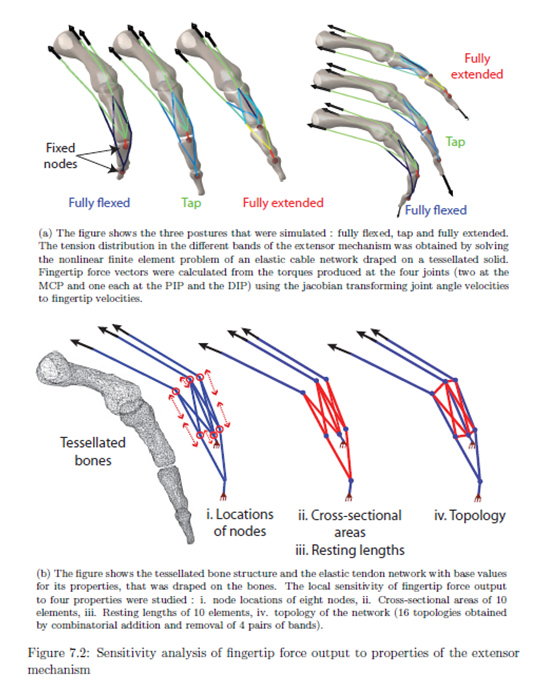 Fully
extended
Tap
Fixed
nodes
Fully flexed
Tap
Fully extended
Fully flexed
(a) The figure shows the three postures that were simulated : fully flexed, tap and fully extended.
The tension distribution in the different bands of the extensor mechanism was obtained by solving
the nonlinear finite element problem of an elastic cable network draped on a tessellated solid.
Fingertip force vectors were calculated from the torques produced at the four joints (two at the
MCP and one each at the PIP and the DIP) using the jacobian transforming joint angle velocities
to fingertip velocities.
Tessellated
bones
i. Locations
of nodes
ii. Cross-sectional
areas
iii. Resting lengths
iv. Topology
(b) The figure shows the tessellated bone structure and the elastic tendon network with base values
for its properties, that was draped on the bones. The local sensitivity of fingertip force output
to four properties were studied : i. node locations of eight nodes, ii. Cross-sectional areas of 10
elements, iii. Resting lengths of 10 elements, iv. topology of the network (16 topologies obtained
by combinatorial addition and removal of 4 pairs of bands).
Figure 7.2: Sensitivity analysis of fingertip force output to properties of the extensor
mechanism